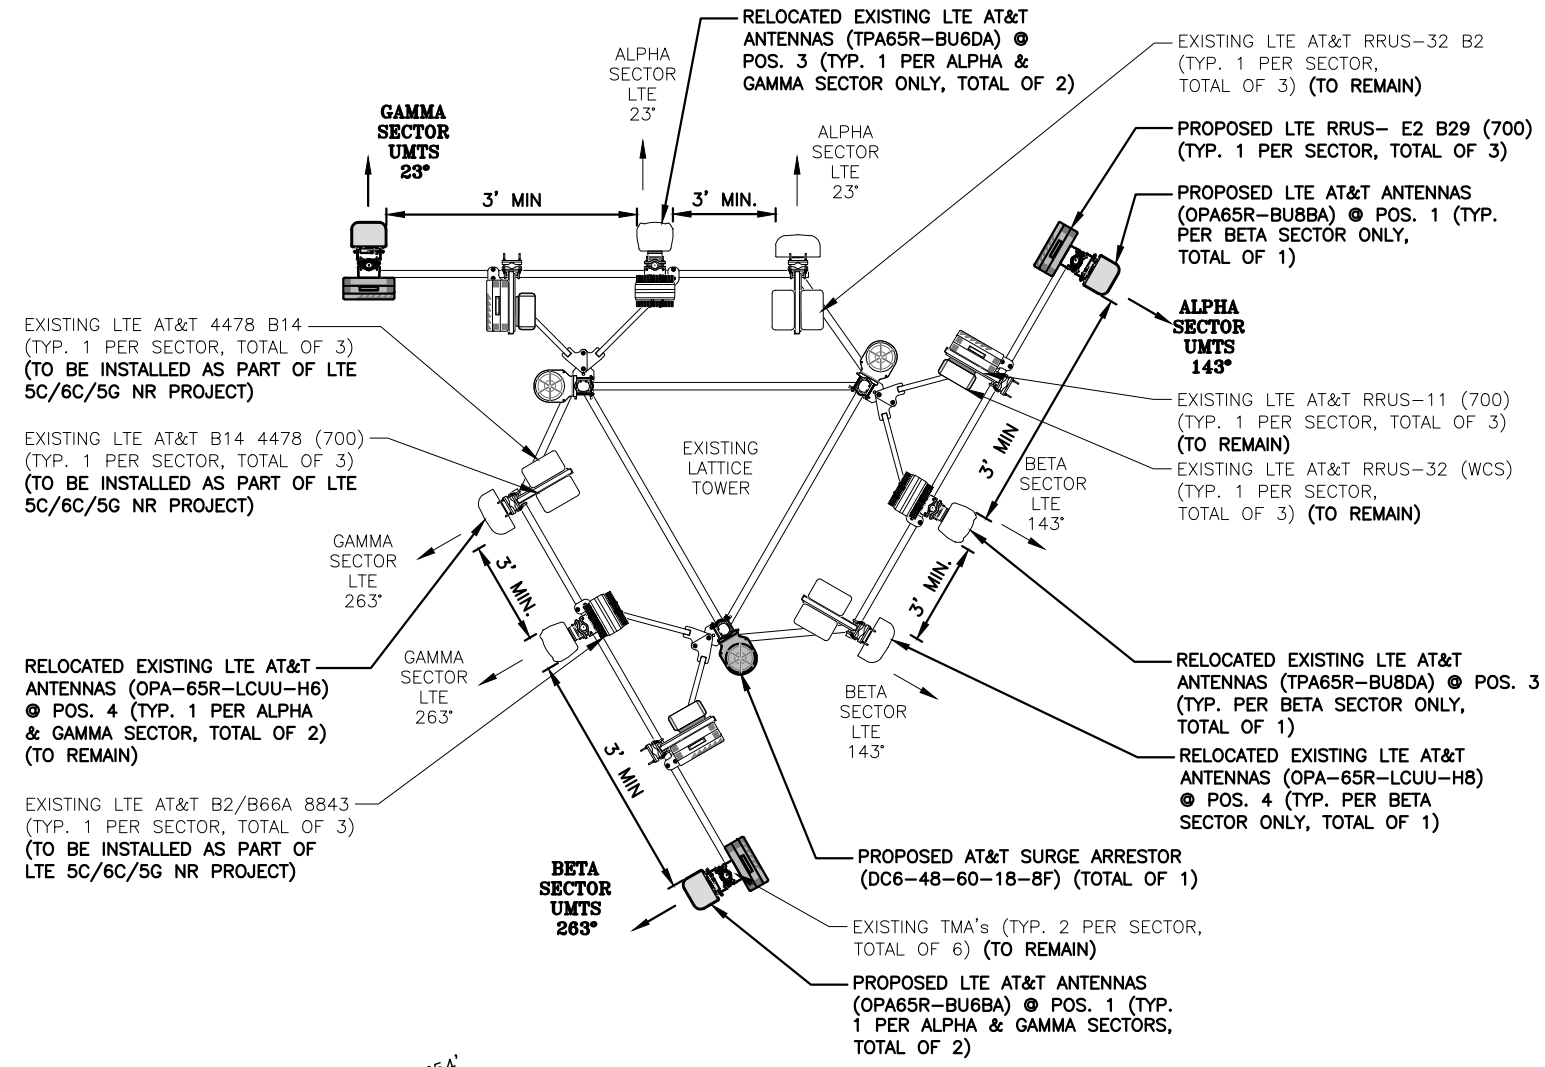 RELOCATED EXISTING LTE AT&T
ANTENNAS (TPA65R-BU6DA) @
POS. 3 (TYP. 1 PER ALPHA &
GAMMA SECTOR ONLY, TOTAL OF 2)
ALPHA
SECTOR
LTE
23°
GAMMA
SECTOR
UMTS
23°
ALPHA
SECTOR
LTE
23°
3' MIN
3' MIN.
EXISTING LTE AT&T RRUS-32 B2
(TYP. 1 PER SECTOR,
TOTAL OF 3) (TO REMAIN)
PROPOSED LTE RRUS- E2 B29 (700)
(TYP. 1 PER SECTOR, TOTAL OF 3)
PROPOSED LTE AT&T ANTENNAS
(OPA65R-BU8BA) @ POS. 1 (TYP.
PER BETA SECTOR ONLY,
TOTAL OF 1)
ALPHA
SECTOR
UMTS
143°
EXISTING LTE AT&T 4478 B14
(TYP. 1 PER SECTOR, TOTAL OF 3)
(TO BE INSTALLED AS PART OF LTE
5C/6C/5G NR PROJECT)
EXISTING LTE AT&T B14 4478 (700)
(TYP. 1 PER SECTOR, TOTAL OF 3)
(TO BE INSTALLED AS PART OF LTE
5C/6C/5G NR PROJECT)
EXISTING
LATTICE
TOWER
3' MIN
BETA
SECTOR
LTE
143°
EXISTING LTE AT&T RRUS-11 (700)
(TYP. 1 PER SECTOR, TOTAL OF 3)
(TO REMAIN)
EXISTING LTE AT&T RRUS-32 (WCS)
(TYP. 1 PER SECTOR,
TOTAL OF 3) (TO REMAIN)
GAMMA
SECTOR
LTE
263°
3' MIN.
3' MIN.
RELOCATED EXISTING LTE AT&T
ANTENNAS (OPA-65R-LCUU-H6)
@ POS. 4 (TYP. 1 PER ALPHA
& GAMMA SECTOR, TOTAL OF 2)
(TO REMAIN)
GAMMA
SECTOR
LTE
263°
BETA
SECTOR
LTE
143°
RELOCATED EXISTING LTE AT&T
ANTENNAS (TPA65R-BU8DA) @ POS. 3
(TYP. PER BETA SECTOR ONLY,
TOTAL OF 1)
RELOCATED EXISTING LTE AT&T
ANTENNAS (OPA-65R-LCUU-H8)
@ POS. 4 (TYP. PER BETA
SECTOR ONLY, TOTAL OF 1)
3' MIN
EXISTING LTE AT&T B2/B66A 8843
(TYP. 1 PER SECTOR, TOTAL OF 3)
(TO BE INSTALLED AS PART OF
LTE 5C/6C/5G NR PROJECT)
BETA
SECTOR
UMTS
263°
PROPOSED AT&T SURGE ARRESTOR
(DC6-48-60-18-8F) (TOTAL OF 1)
EXISTING TMA's (TYP. 2 PER SECTOR,
TOTAL OF 6) (TO REMAIN)
PROPOSED LTE AT&T ANTENNAS
(OPA65R-BU6BA) @ POS. 1 (TYP.
1 PER ALPHA & GAMMA SECTORS,
TOTAL OF 2)